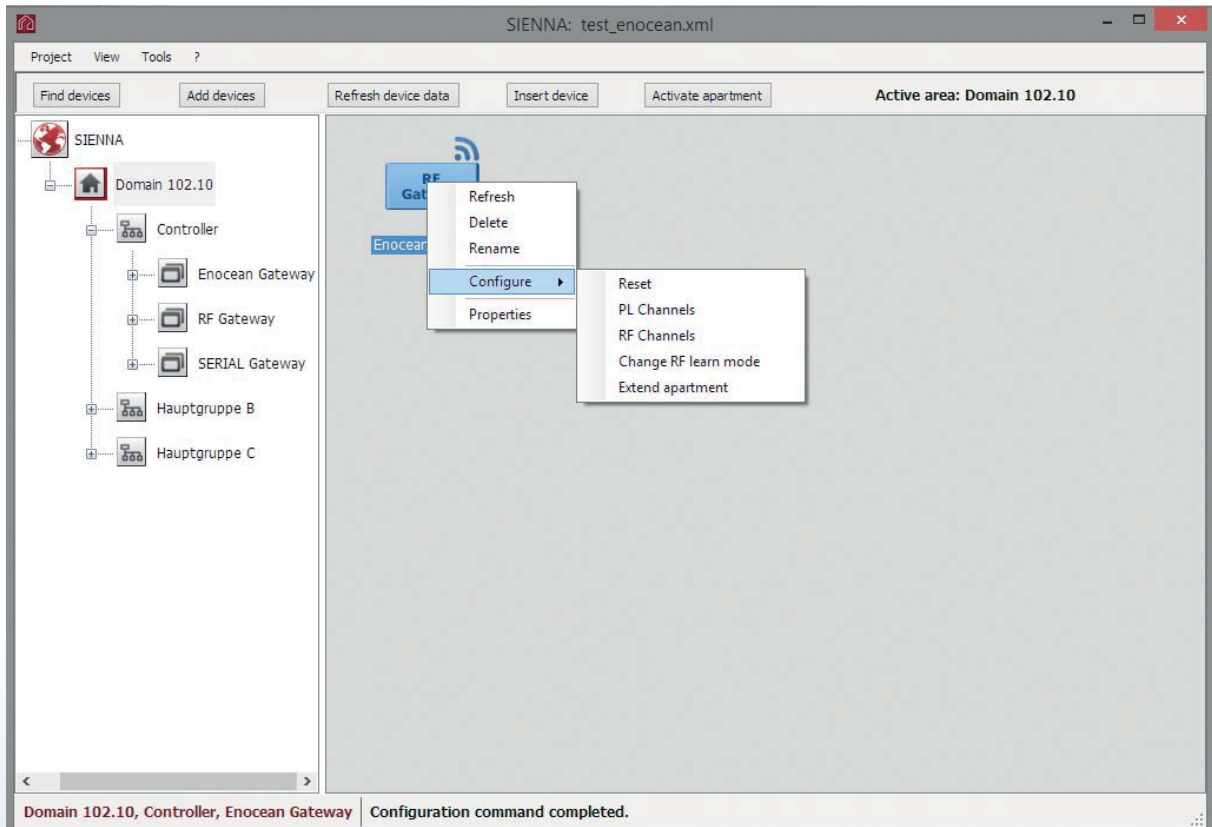 SIENNA: test_enocean.xml
Project View Tools ?
Find devices Add devices Refresh device data Insert device Activate apartment Active area: Domain 102.10
SIENNA
Domain 102.10
Controller
Enocean Gateway
RF Gateway
SERIAL Gateway
Hauptgruppe B
Hauptgruppe C
RF
Enocean
Refresh
Delete
Rename
Configure
Properties
Reset
PL Channels
RF Channels
Change RF learn mode
Extend apartment
Domain 102.10, Controller, Enocean Gateway
Configuration command completed.